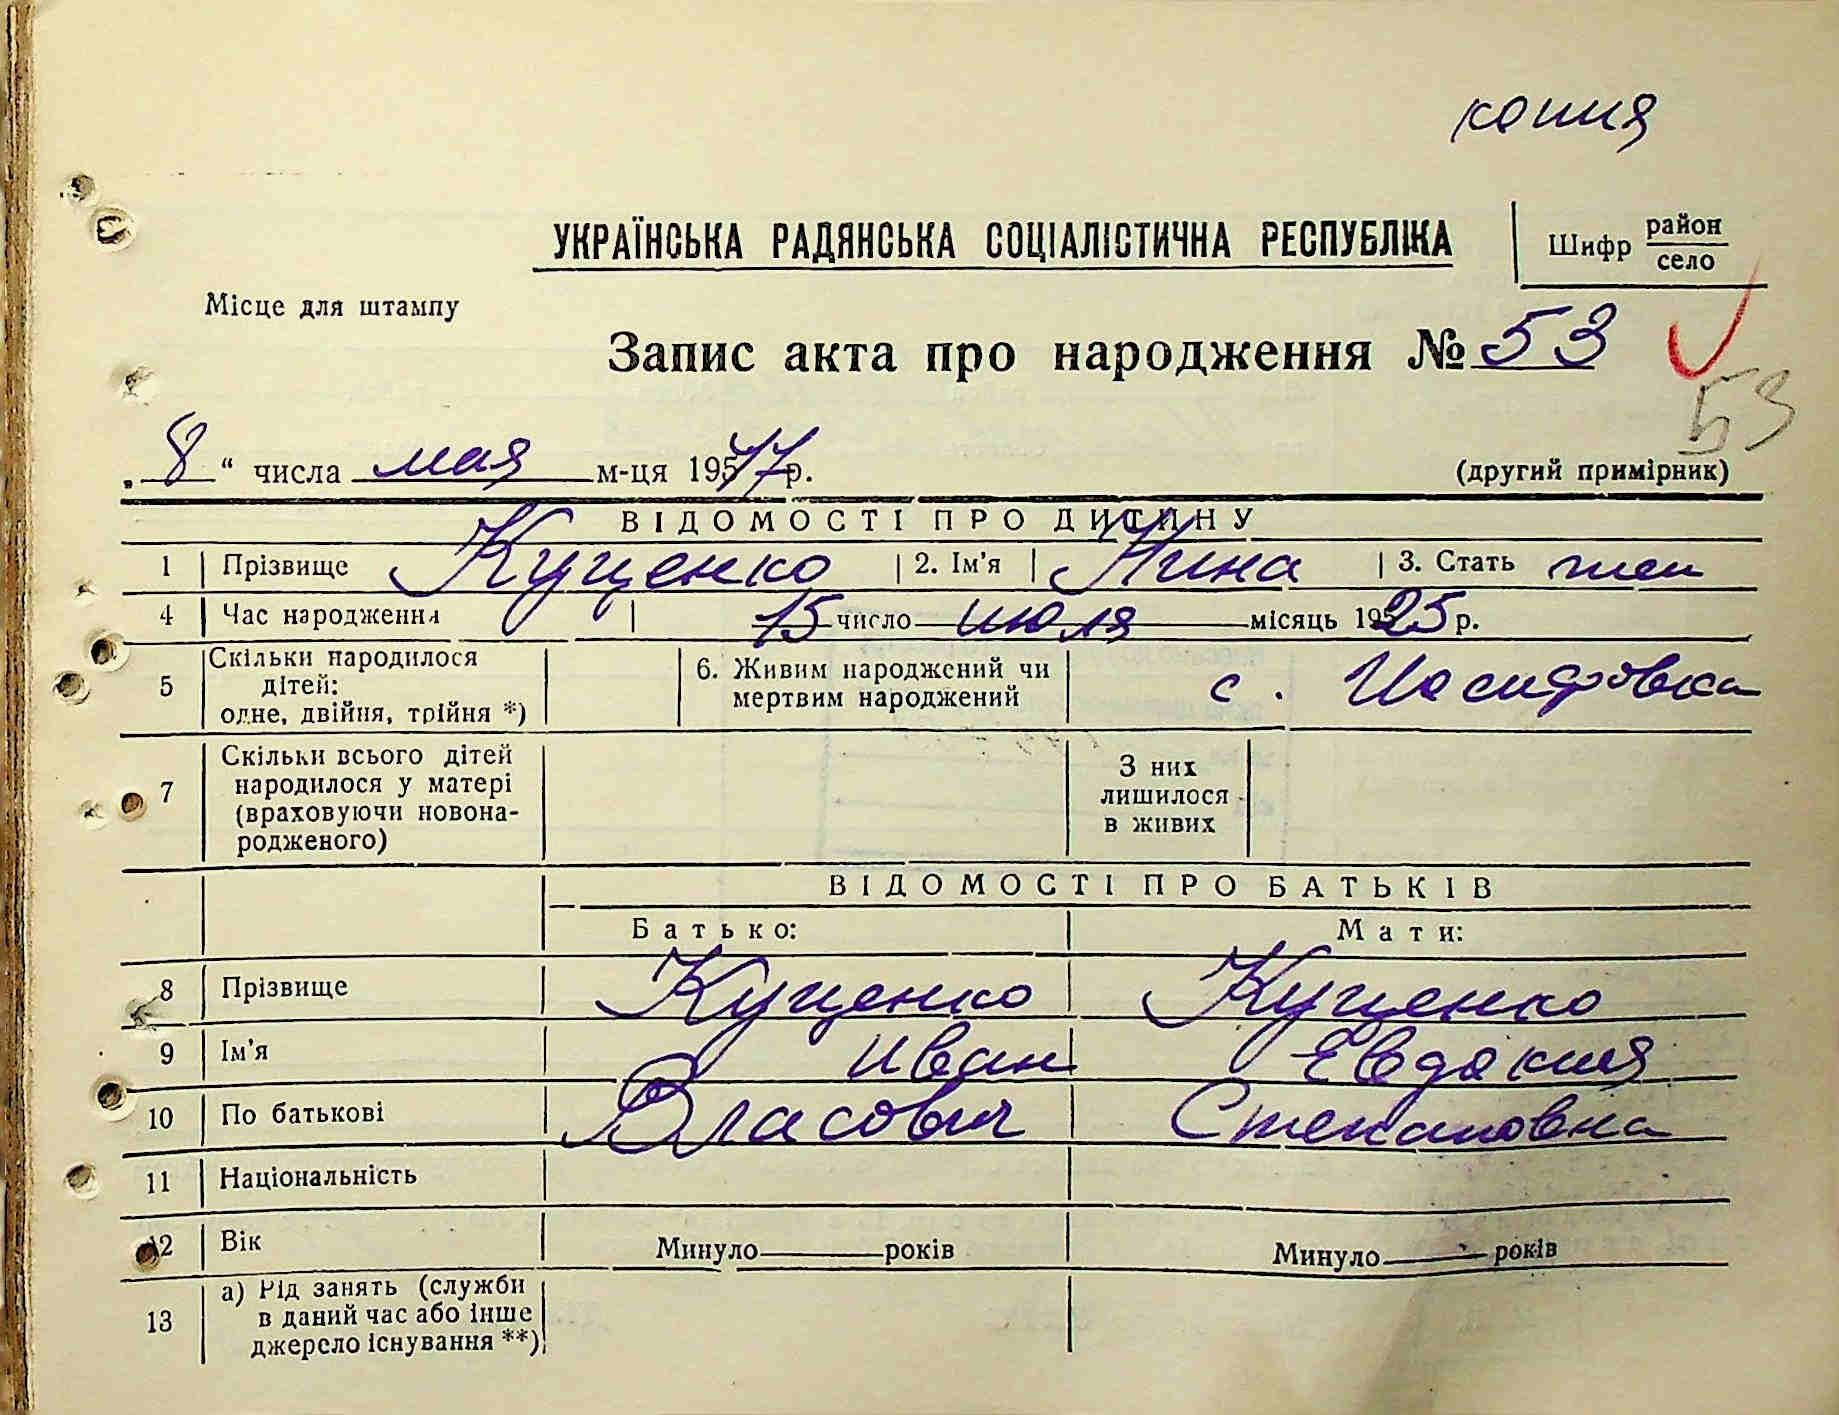 копия
УКРАЇНСЬКА РАДЯНСЬКА СОЦІАЛІСТИЧНА РЕСПУБЛІКА
Шифр район
село
Місце для штампу
Запис акта про народження № 53
53
„ 8 “ числа мая м-ця 1947 р. (другий примірник)
ВІДОМОСТІ ПРО ДИТИНУ
1 Прізвище Куценко 2. Ім'я Нина 3. Стать жен
4 Час народження 15 число июля місяць 1925 р.
5 Скільки народилося дітей: одне, двійня, трійня *) 6. Живим народжений чи мертвим народжений с. Иосифовка
7 Скільки всього дітей народилося у матері (враховуючи новонародженого) З них лишилося в живих
ВІДОМОСТІ ПРО БАТЬКІВ
Батько: Мати:
8 Прізвище Куценко Куценко
9 Ім'я Иван Евдокия
10 По батькові Власович Степановна
11 Національність
12 Вік Минуло років Минуло років
13 а) Рід занять (служби в даний час або інше джерело існування **)